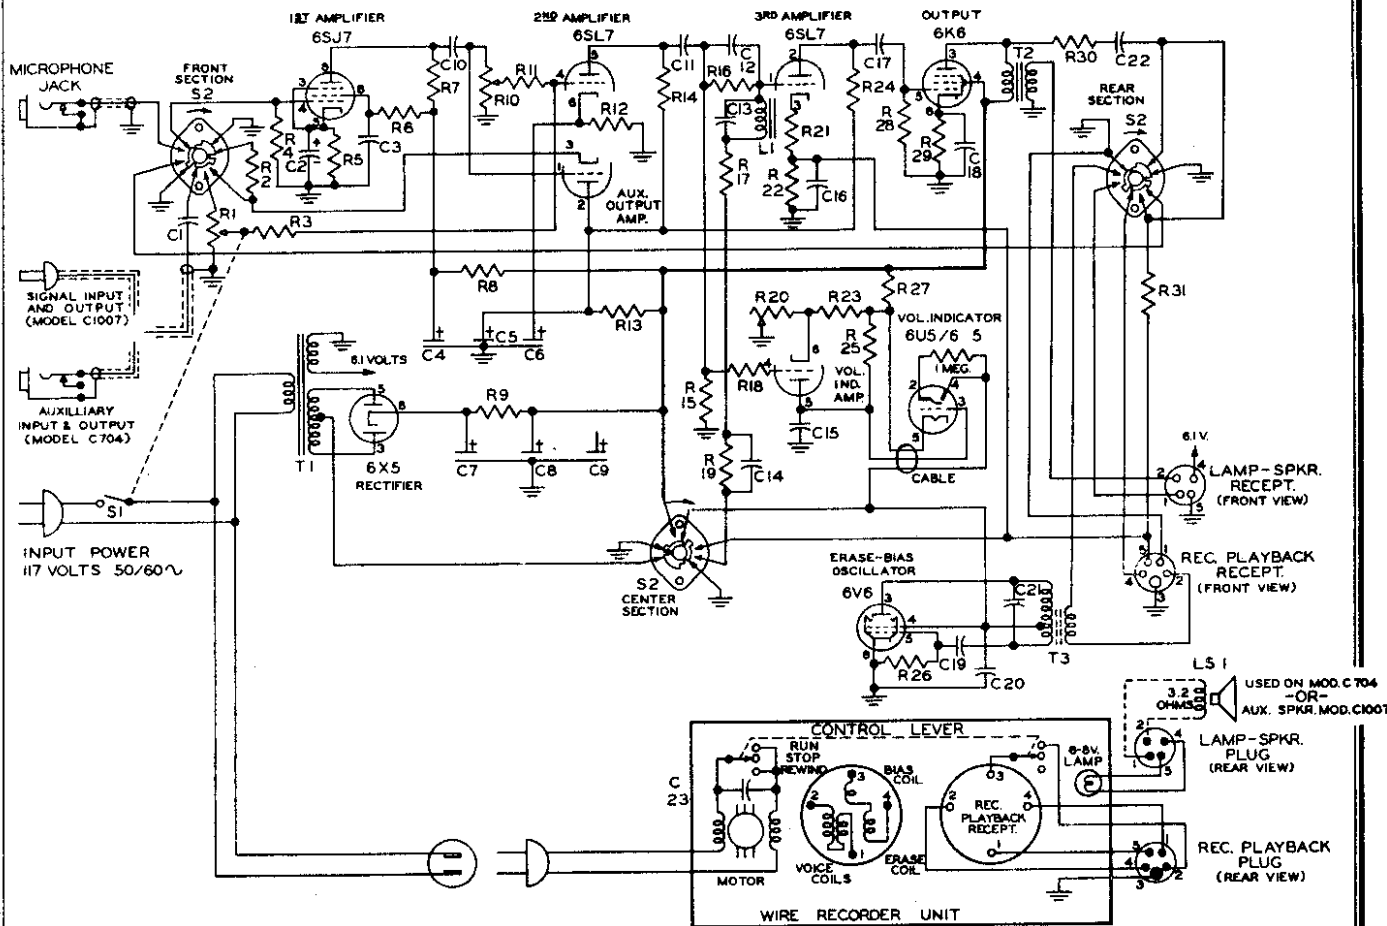 1ST AMPLIFIER
6SJ7
2ND AMPLIFIER
6SL7
3RD AMPLIFIER
6SL7
OUTPUT
6K6
MICROPHONE
JACK
FRONT
SECTION
S2
C10
R7
R10
R11
R6
C3
R4
C2
R5
R2
R1
C1
R3
R12
R14
C11
AUX.
OUTPUT
AMP.
R16
C12
C13
L1
R17
R21
R22
C16
C17
R24
R28
R29
C18
T2
R30
C22
REAR
SECTION
S2
R31
SIGNAL INPUT
AND OUTPUT
(MODEL C1007)
AUXILLIARY
INPUT & OUTPUT
(MODEL C704)
R8
R13
C4
C5
C6
6.1 VOLTS
T1
6X5
RECTIFIER
R9
C7
C8
C9
R20
R23
R27
R25
R18
R15
VOL.
IND.
AMP.
C15
VOL. INDICATOR
6U5/6 5
1 MEG.
CABLE
R19
C14
S1
INPUT POWER
117 VOLTS 50/60~
S2
CENTER
SECTION
ERASE-BIAS
OSCILLATOR
6V6
R26
C19
C20
C21
T3
6.1 V.
LAMP-SPKR.
RECEPT.
(FRONT VIEW)
REC. PLAYBACK
RECEPT.
(FRONT VIEW)
LS 1
3.2
OHMS
USED ON MOD. C704
-OR-
AUX. SPKR. MOD. C1007
LAMP-SPKR.
PLUG
(REAR VIEW)
6-8V.
LAMP
CONTROL LEVER
RUN
STOP
REWIND
C
23
MOTOR
BIAS
COIL
VOICE
COILS
ERASE
COIL
REC.
PLAYBACK
RECEPT.
REC. PLAYBACK
PLUG
(REAR VIEW)
WIRE RECORDER UNIT